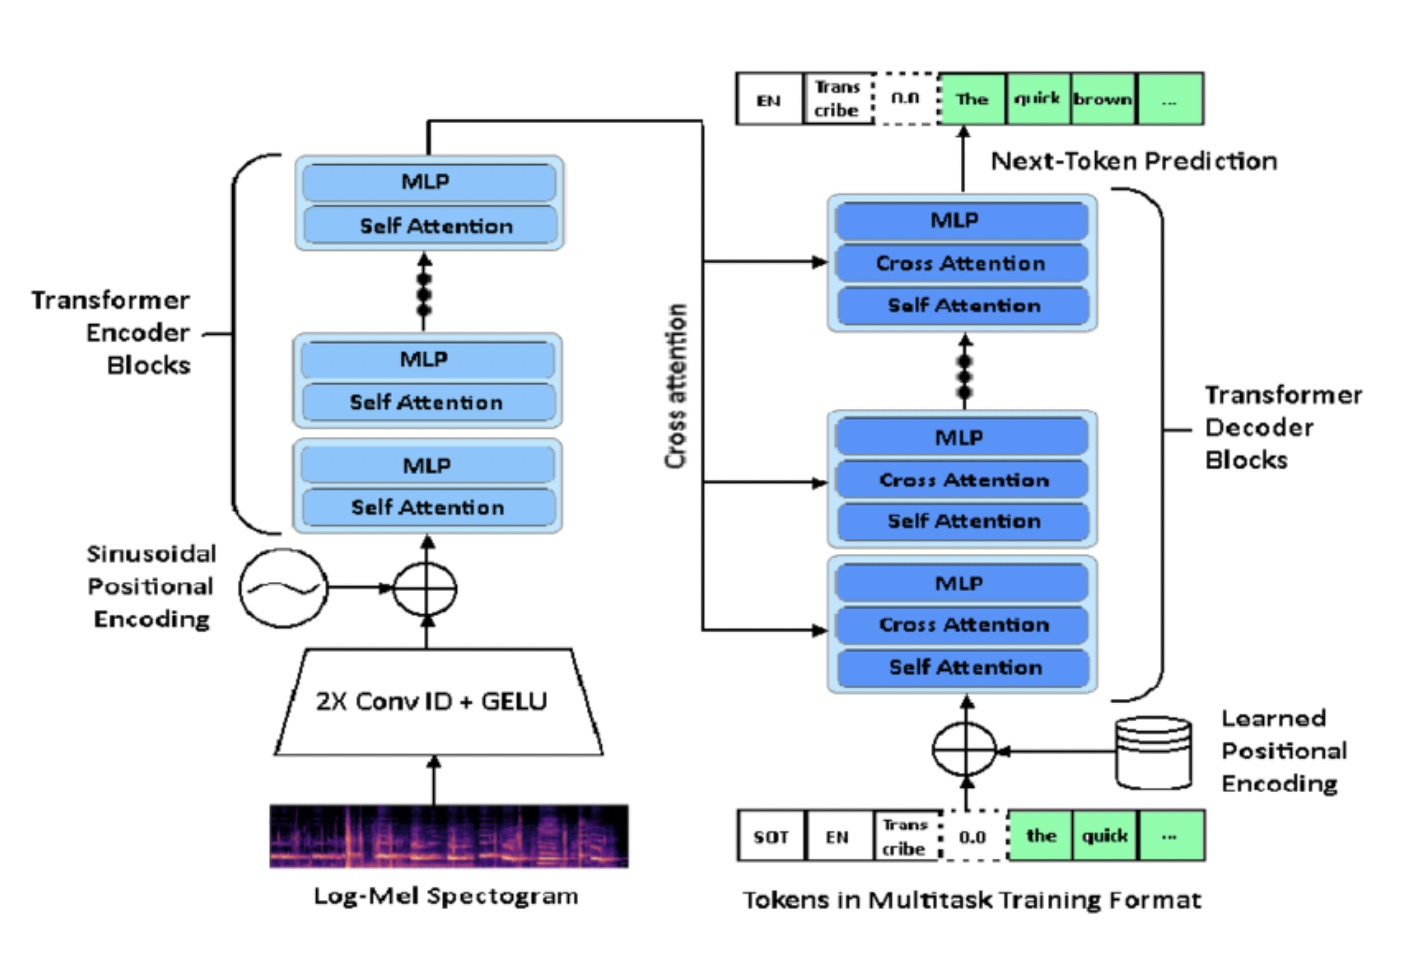 EN
Trans
cribe
0.0
The
quick
brown
...
Next-Token Prediction
MLP
Self Attention
MLP
Self Attention
MLP
Self Attention
Transformer
Encoder
Blocks
Sinusoidal
Positional
Encoding
2X Conv ID + GELU
Log-Mel Spectogram
Cross attention
MLP
Cross Attention
Self Attention
MLP
Cross Attention
Self Attention
MLP
Cross Attention
Self Attention
Transformer
Decoder
Blocks
Learned
Positional
Encoding
SOT
EN
Trans
cribe
0.0
the
quick
...
Tokens in Multitask Training Format